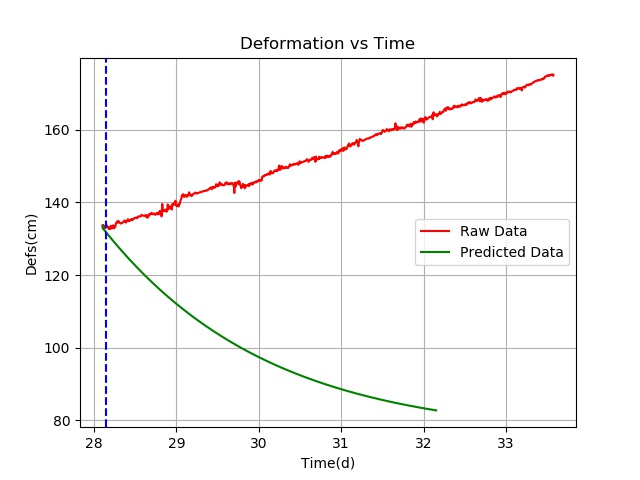 Deformation vs Time
Defs(cm)
160
140
120
100
80
Raw Data
Predicted Data
28 29 30 31 32 33
Time(d)